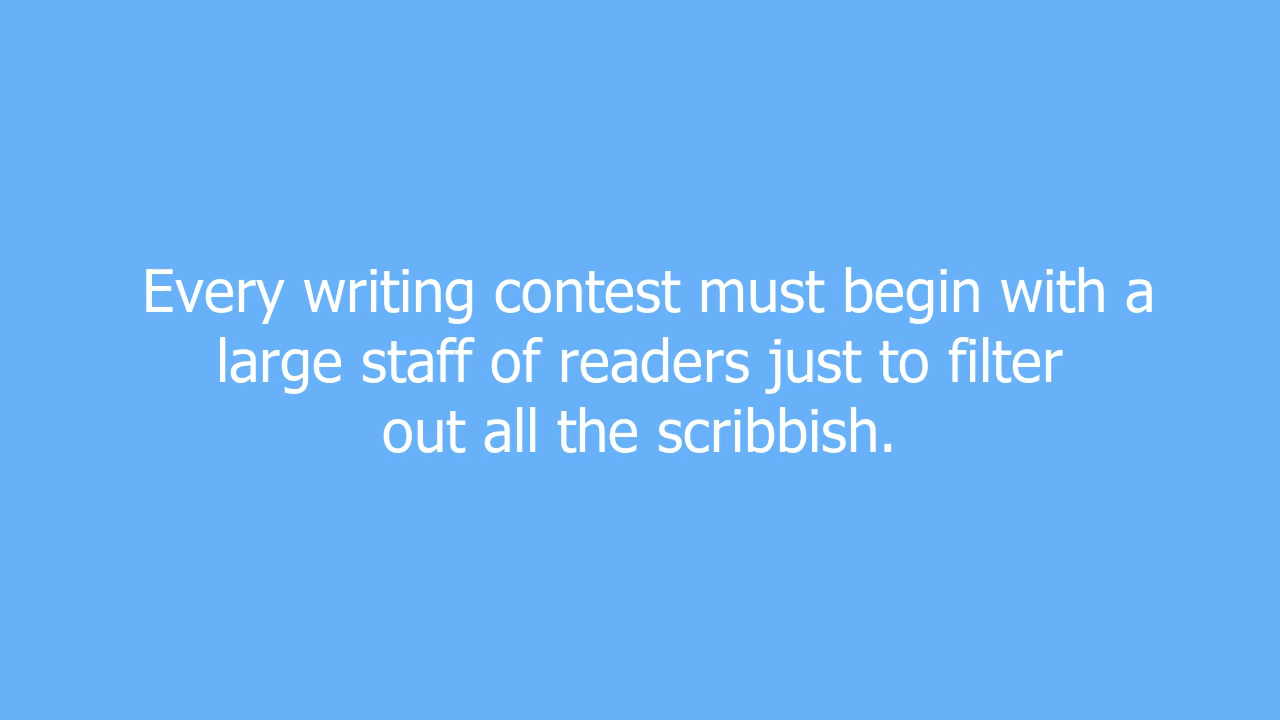 Every writing contest must begin with a
large staff of readers just to filter
out all the scribbish.